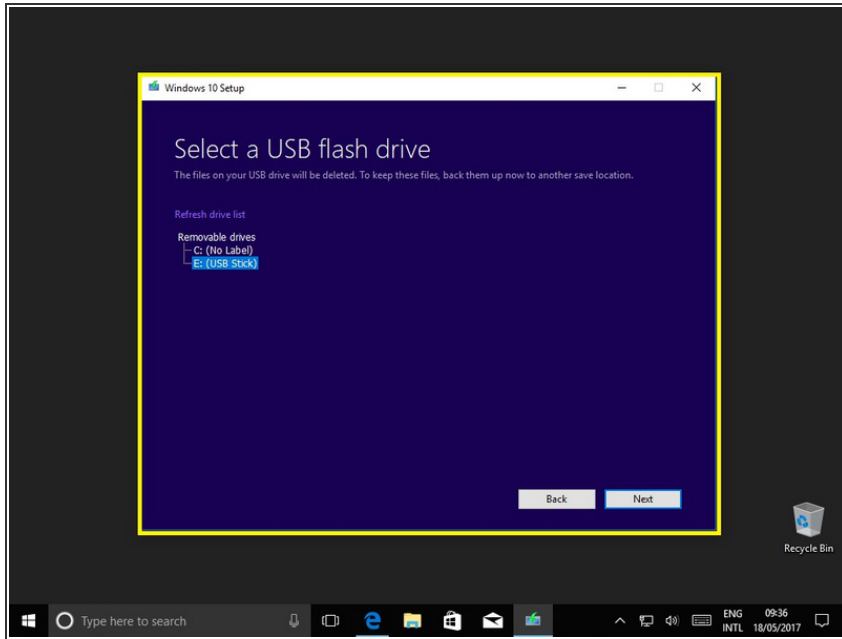 Windows 10 Setup
Select a USB flash drive
The files on your USB drive will be deleted. To keep these files, back them up now to another save location.
Refresh drive list
Removable drives
C: (No Label)
E: (USB Stick)
Back
Next
Recycle Bin
Type here to search
ENG
INTL
09:36
18/05/2017